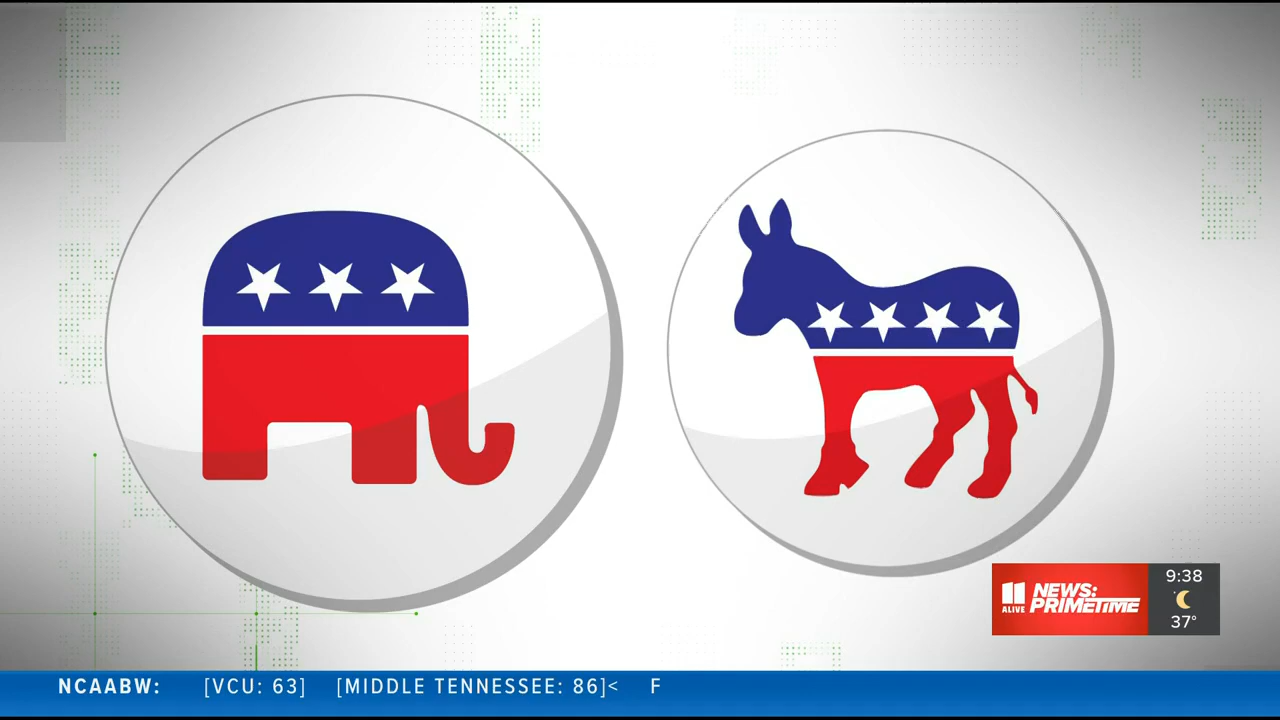 11
ALIVE
NEWS:
PRIMETIME
9:38
37°
NCAABW: [VCU: 63] [MIDDLE TENNESSEE: 86]< F